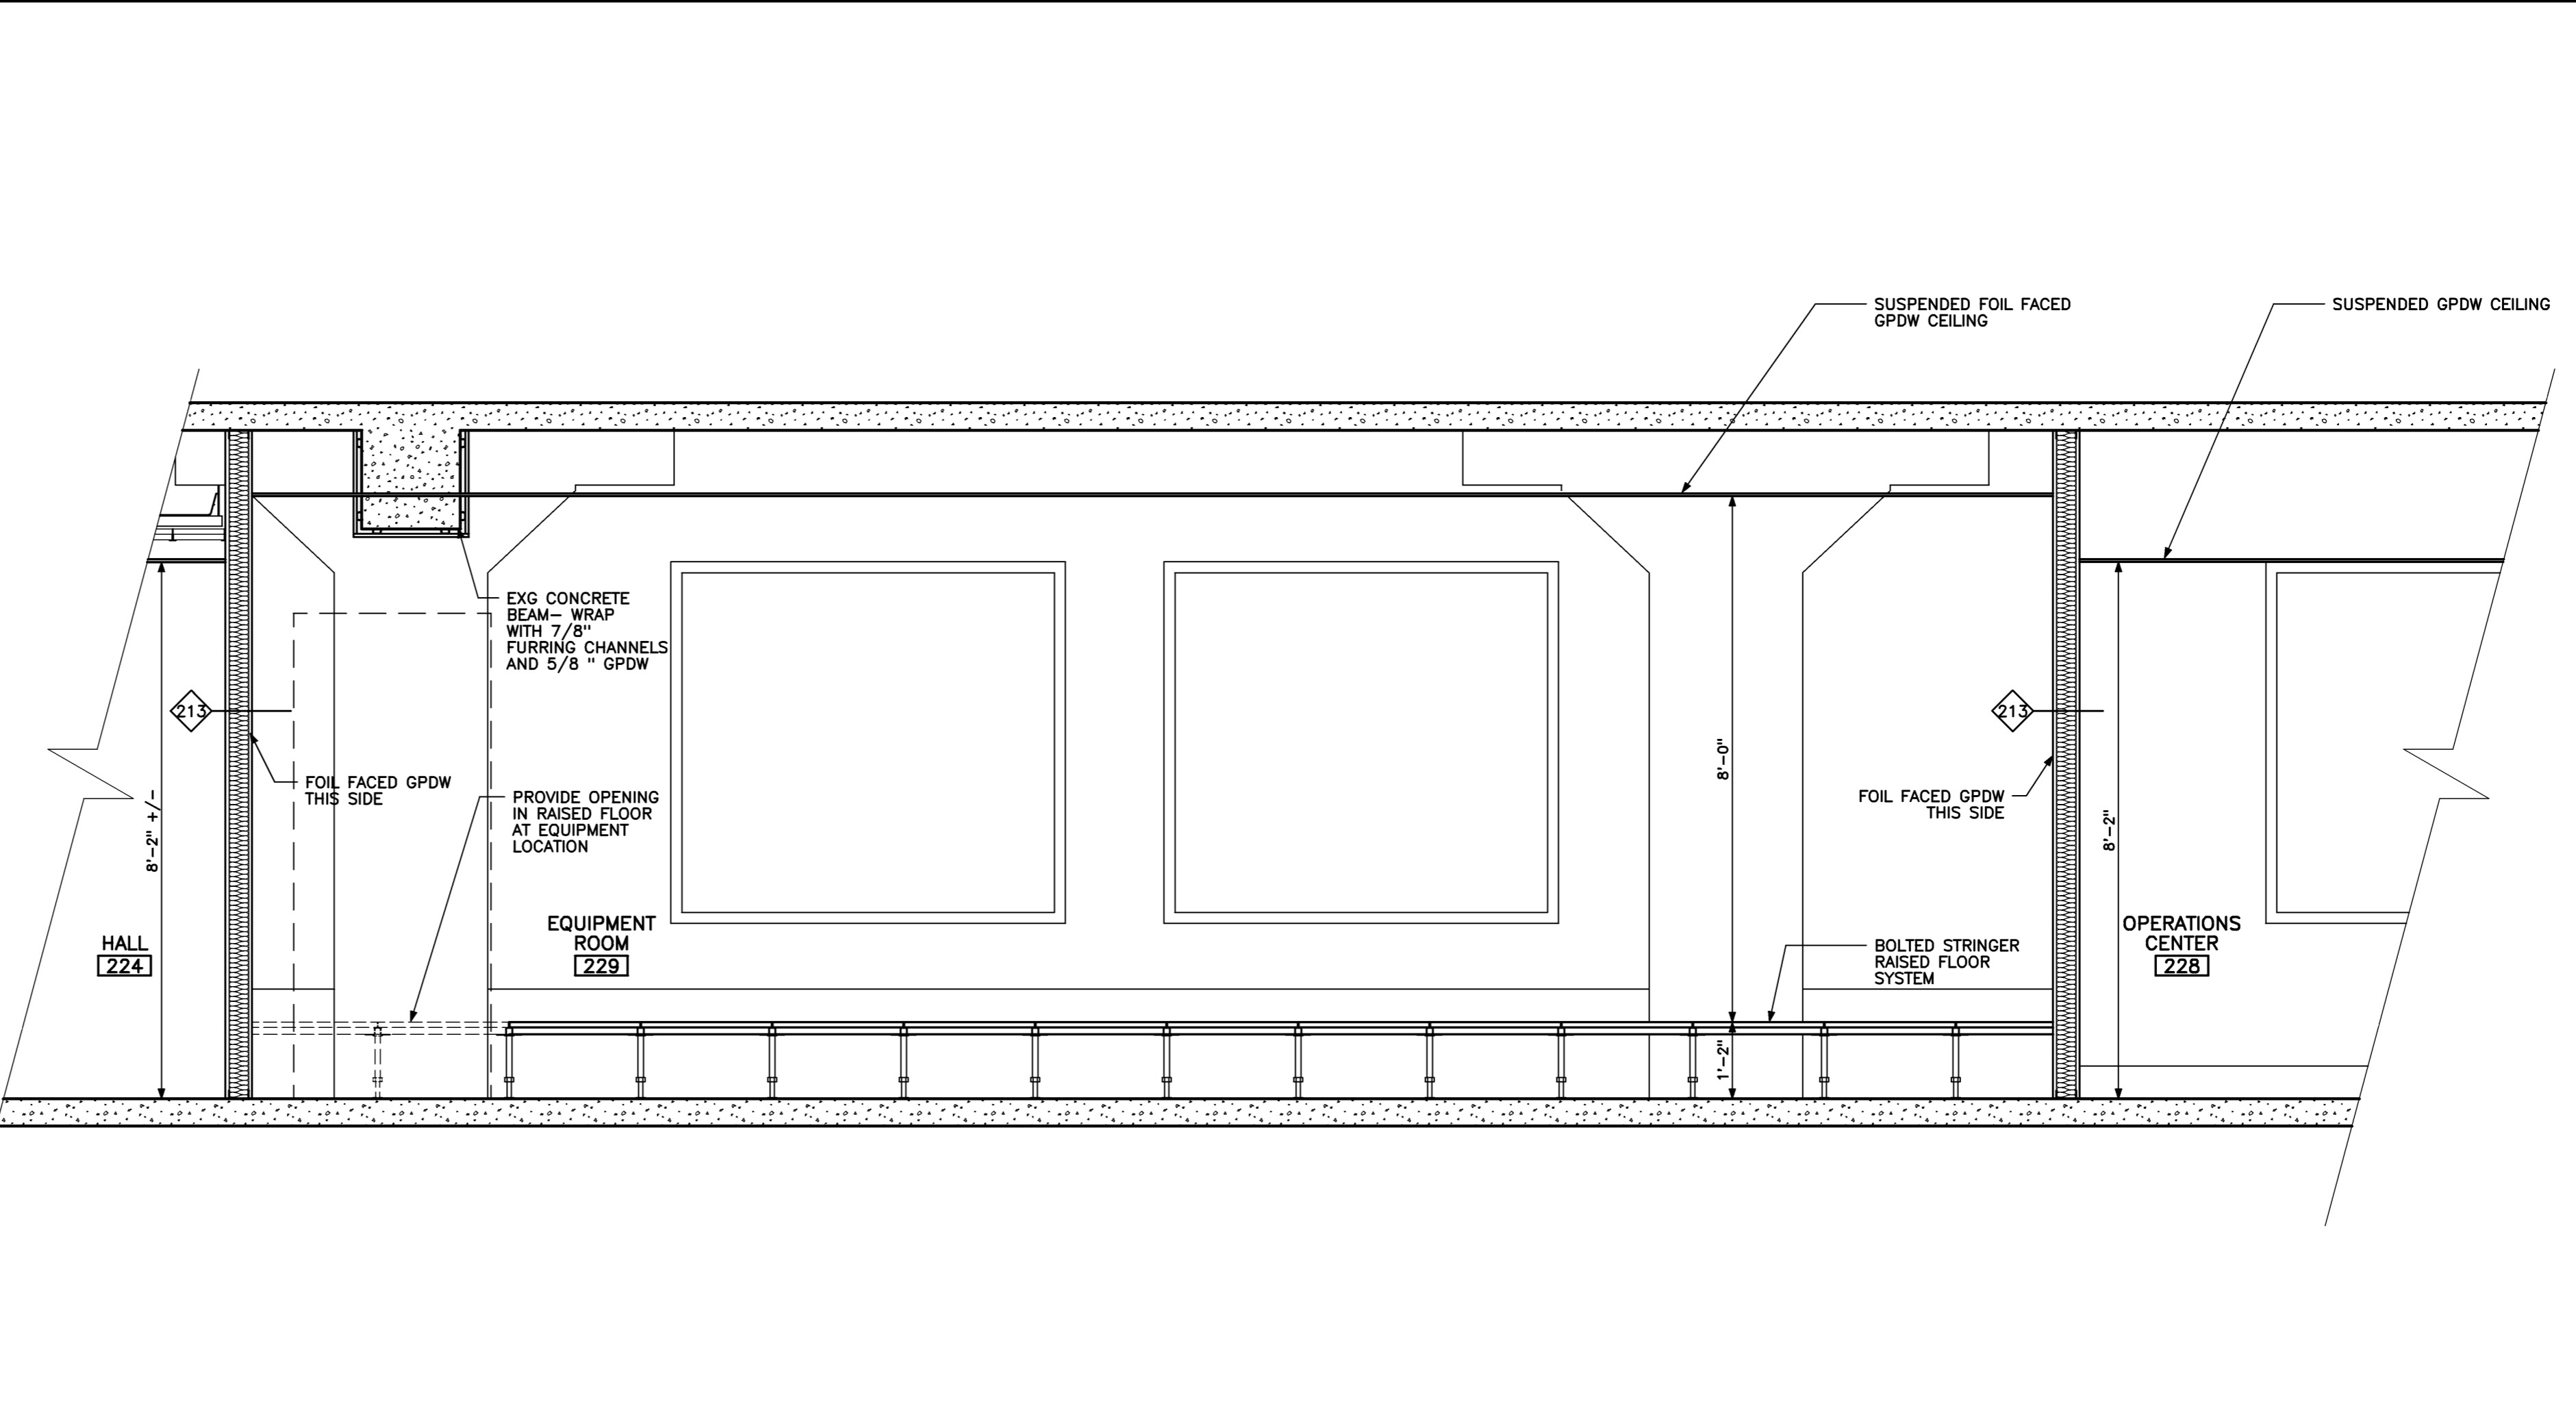 SUSPENDED FOIL FACED
GPDW CEILING
SUSPENDED GPDW CEILING
EXG CONCRETE
BEAM- WRAP
WITH 7/8"
FURRING CHANNELS
AND 5/8 " GPDW
213
213
FOIL FACED GPDW
THIS SIDE
PROVIDE OPENING
IN RAISED FLOOR
AT EQUIPMENT
LOCATION
8'-0"
FOIL FACED GPDW
THIS SIDE
8'-2" +/-
8'-2"
HALL
224
EQUIPMENT
ROOM
229
BOLTED STRINGER
RAISED FLOOR
SYSTEM
OPERATIONS
CENTER
228
1'-2"